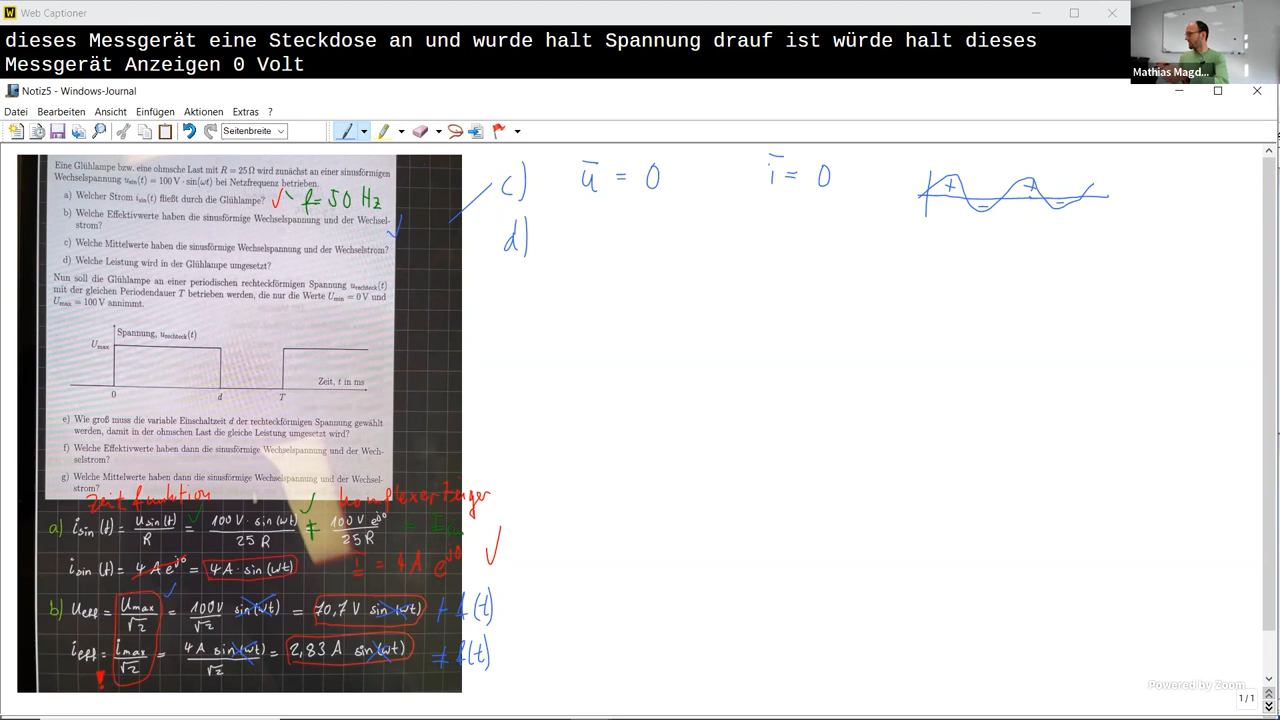 Web Captioner
dieses Messgerät eine Steckdose an und wurde halt Spannung drauf ist würde halt dieses
Messgerät Anzeigen 0 Volt
Mathias Magd...
Notiz5 - Windows-Journal
Datei Bearbeiten Ansicht Einfügen Aktionen Extras ?
Seitenbreite
Eine Glühlampe bzw. eine ohmsche Last mit R = 25 Ω wird zunächst an einer sinusförmigen
Wechselspannung u_sin(t) = 100 V · sin(ωt) bei Netzfrequenz betrieben.
a) Welcher Strom i_sin(t) fließt durch die Glühlampe? ✓ f = 50 Hz
b) Welche Effektivwerte haben die sinusförmige Wechselspannung und der Wechsel-
strom?
c) Welche Mittelwerte haben die sinusförmige Wechselspannung und der Wechselstrom?
d) Welche Leistung wird in der Glühlampe umgesetzt?
Nun soll die Glühlampe an einer periodischen rechteckförmigen Spannung u_rechteck(t)
mit der gleichen Periodendauer T betrieben werden, die nur die Werte U_min = 0 V und
U_max = 100 V annimmt.
Spannung, u_rechteck(t)
U_max
Zeit, t in ms
0 d T
e) Wie groß muss die variable Einschaltzeit d der rechteckförmigen Spannung gewählt
werden, damit in der ohmschen Last die gleiche Leistung umgesetzt wird?
f) Welche Effektivwerte haben dann die sinusförmige Wechselspannung und der Wech-
selstrom?
g) Welche Mittelwerte haben dann die sinusförmige Wechselspannung und der Wechsel-
strom?
Zeitfunktion ✓ komplexer Zeiger
a) i_sin(t) = u_sin(t)/R = 100 V · sin(ωt)/25 R ≠ 100 V e^j0/25 R =
i_sin(t) = 4 A e^j0 = 4 A · sin(ωt) I = 4 A e^j0 ✓
b) u_eff = u_max/√2 = 100 V/√2 sin(ωt) = 70,7 V sin(ωt) ≠ f(t)
i_eff = i_max/√2 = 4 A sin(ωt)/√2 = 2,83 A sin(ωt) ≠ f(t)
!
c) ū = 0 ī = 0
+ − + −
d)
Powered by Zoom
1 / 1